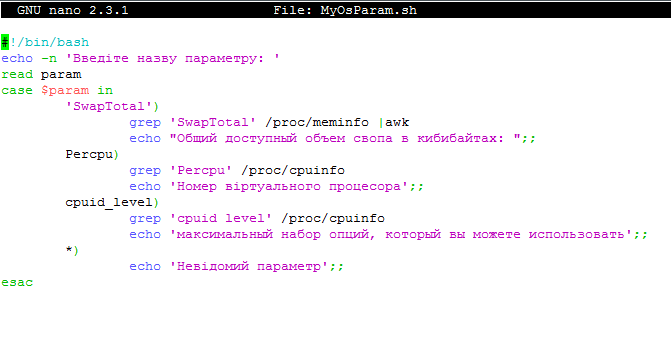 GNU nano 2.3.1 File: MyOsParam.sh
#!/bin/bash
echo -n 'Введіте назву параметру: '
read param
case $param in
'SwapTotal')
grep 'SwapTotal' /proc/meminfo |awk
echo "Общий доступный объем свопа в кибибайтах: ";;
Percpu)
grep 'Percpu' /proc/cpuinfo
echo 'Номер віртуального процесора';;
cpuid_level)
grep 'cpuid level' /proc/cpuinfo
echo 'максимальный набор опций, который вы можете использовать';;
*)
echo 'Невідомий параметр';;
esac